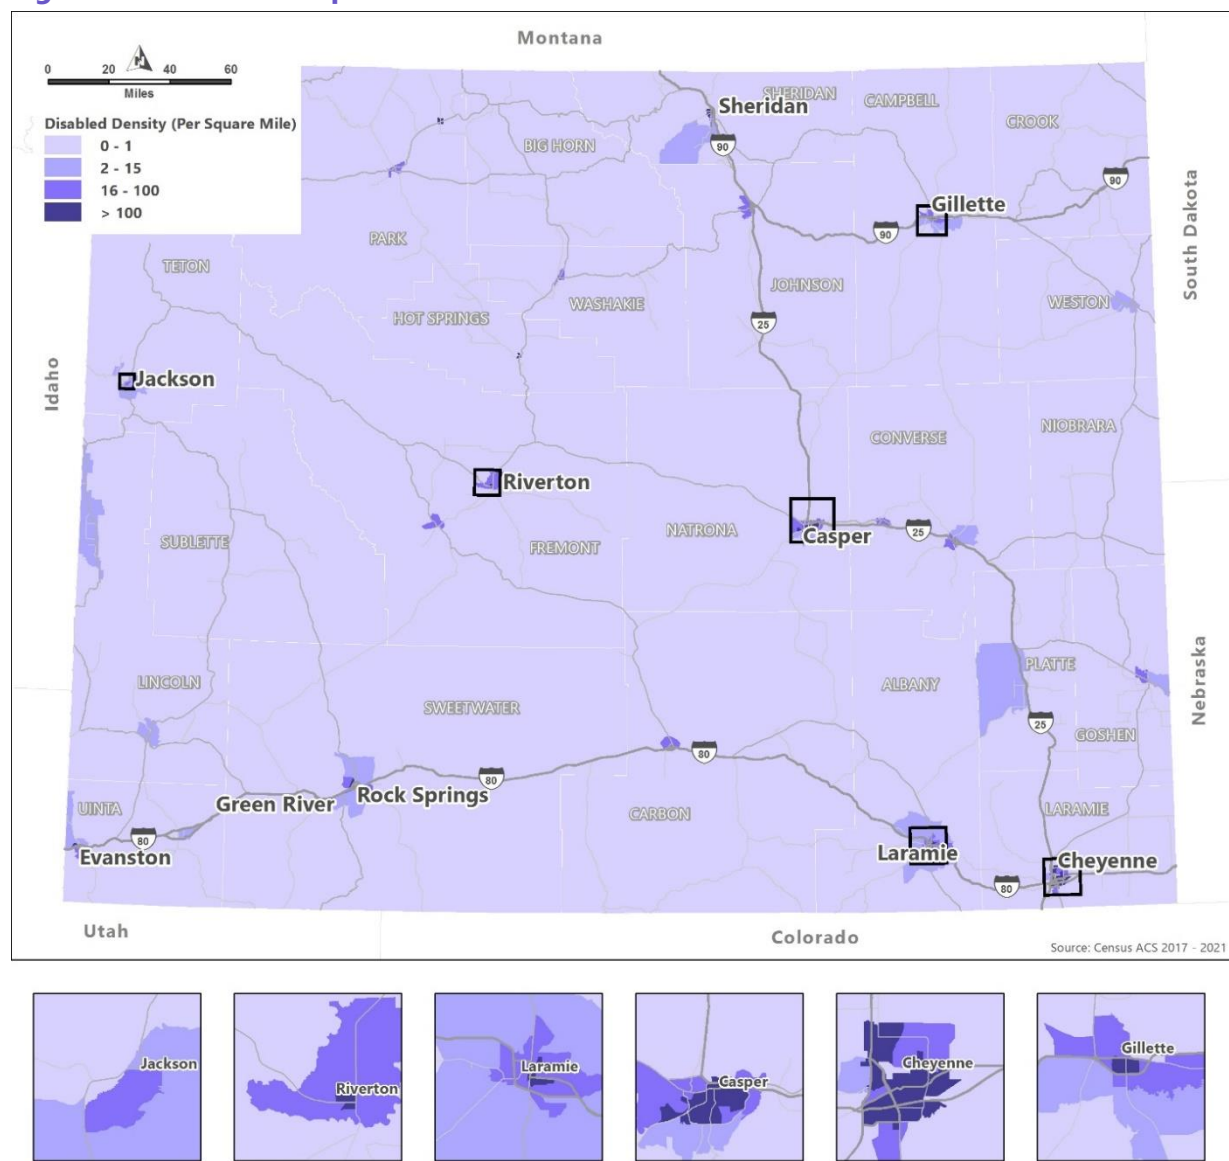 Montana
0 20 40 60
Miles
Disabled Density (Per Square Mile)
0 - 1
2 - 15
16 - 100
> 100
SHERIDAN
Sheridan
CAMPBELL
CROOK
BIG HORN
90
90
Gillette
90
South Dakota
PARK
TETON
JOHNSON
WASHAKIE
HOT SPRINGS
WESTON
25
Idaho
Jackson
NIOBRARA
CONVERSE
Riverton
NATRONA
Casper
25
SUBLETTE
FREMONT
Nebraska
PLATTE
LINCOLN
ALBANY
SWEETWATER
25
GOSHEN
80
80
Rock Springs
Green River
UINTA
CARBON
LARAMIE
80
Evanston
Laramie
Cheyenne
80
Utah
Colorado
Source: Census ACS 2017 - 2021
Jackson
Riverton
Laramie
Casper
Cheyenne
Gillette